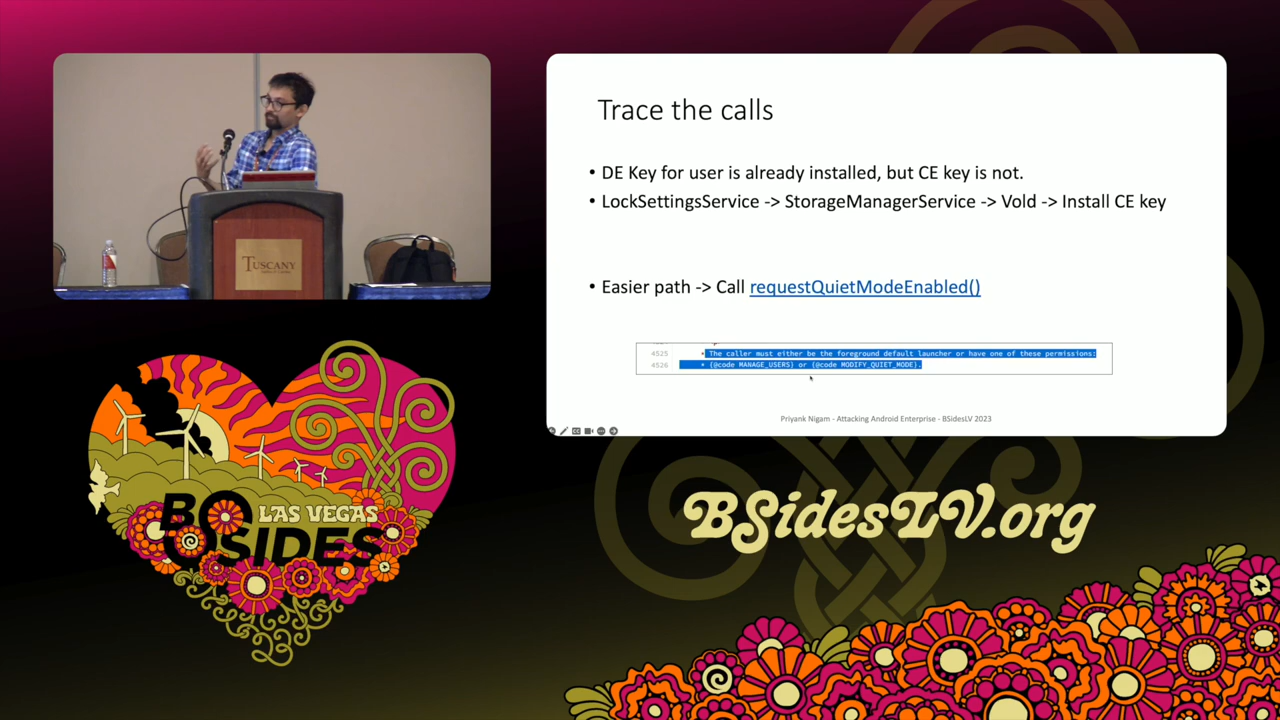 Trace the calls
• DE Key for user is already installed, but CE key is not.
• LockSettingsService -> StorageManagerService -> Vold -> Install CE key
• Easier path -> Call requestQuietModeEnabled()
4525 * The caller must either be the foreground default launcher or have one of these permissions:
4526 * {@code MANAGE_USERS} or {@code MODIFY_QUIET_MODE}.
Priyank Nigam - Attacking Android Enterprise - BSidesLV 2023
TUSCANY
LAS VEGAS
BSIDES
23
BSidesLV.org